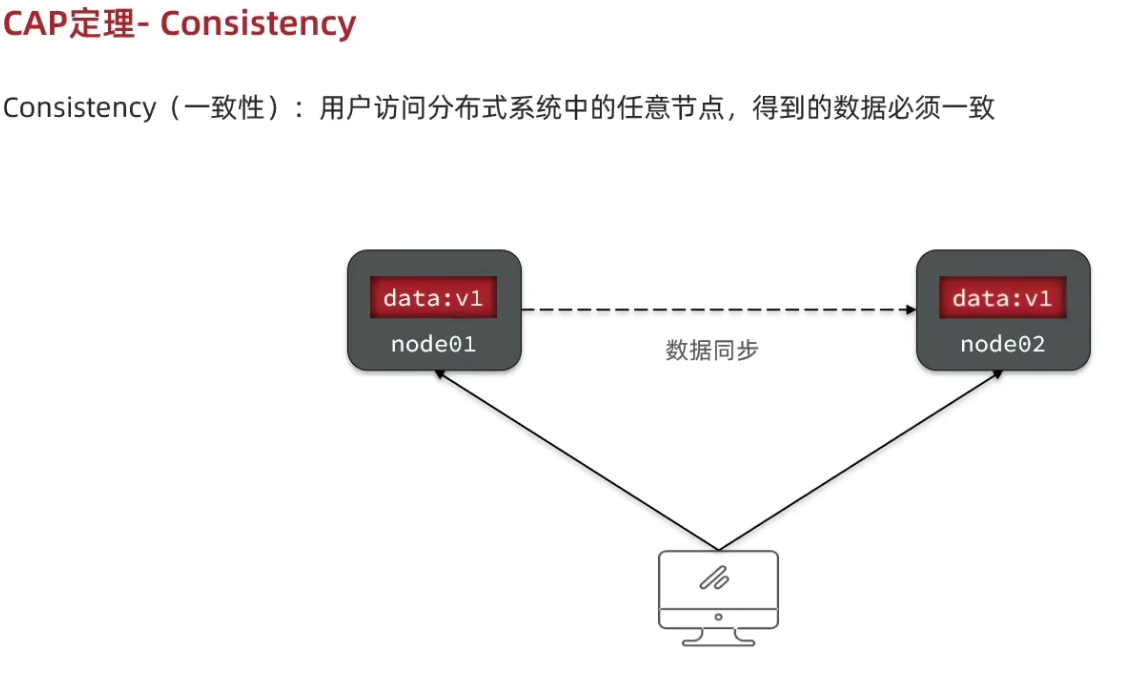 CAP定理- Consistency
Consistency（一致性）：用户访问分布式系统中的任意节点，得到的数据必须一致
data:v1
node01
数据同步
data:v1
node02